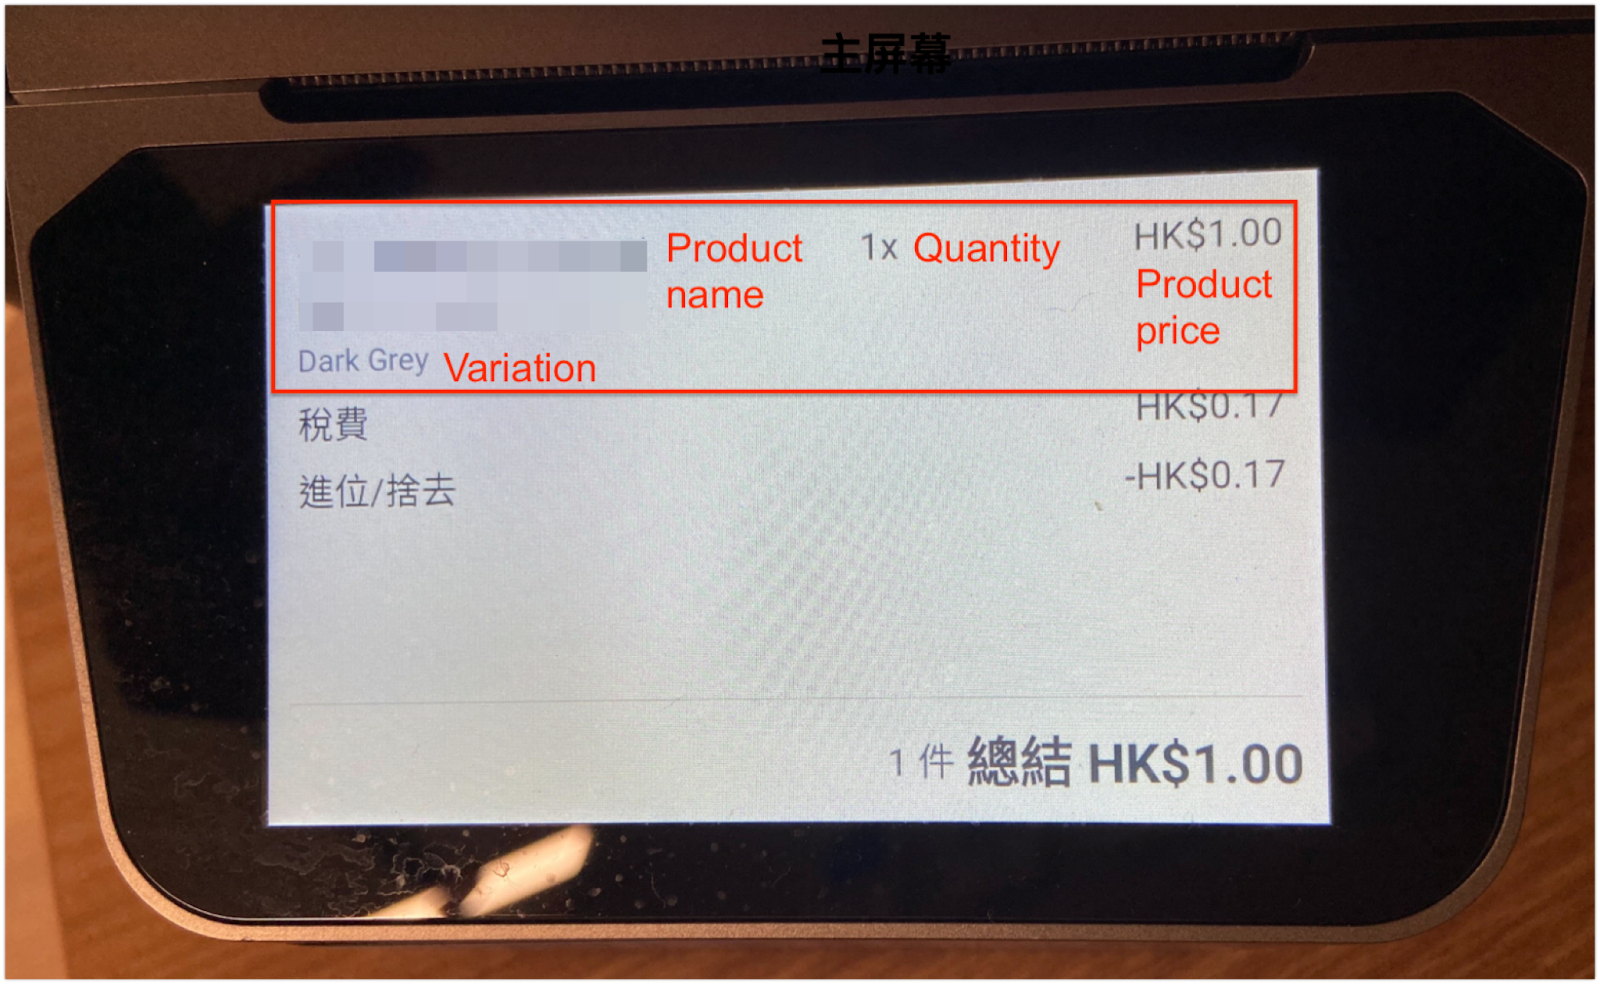 主屏幕
Product name
1x Quantity
HK$1.00
Product price
Dark Grey Variation
稅費 HK$0.17
進位/捨去 -HK$0.17
1 件 總結 HK$1.00